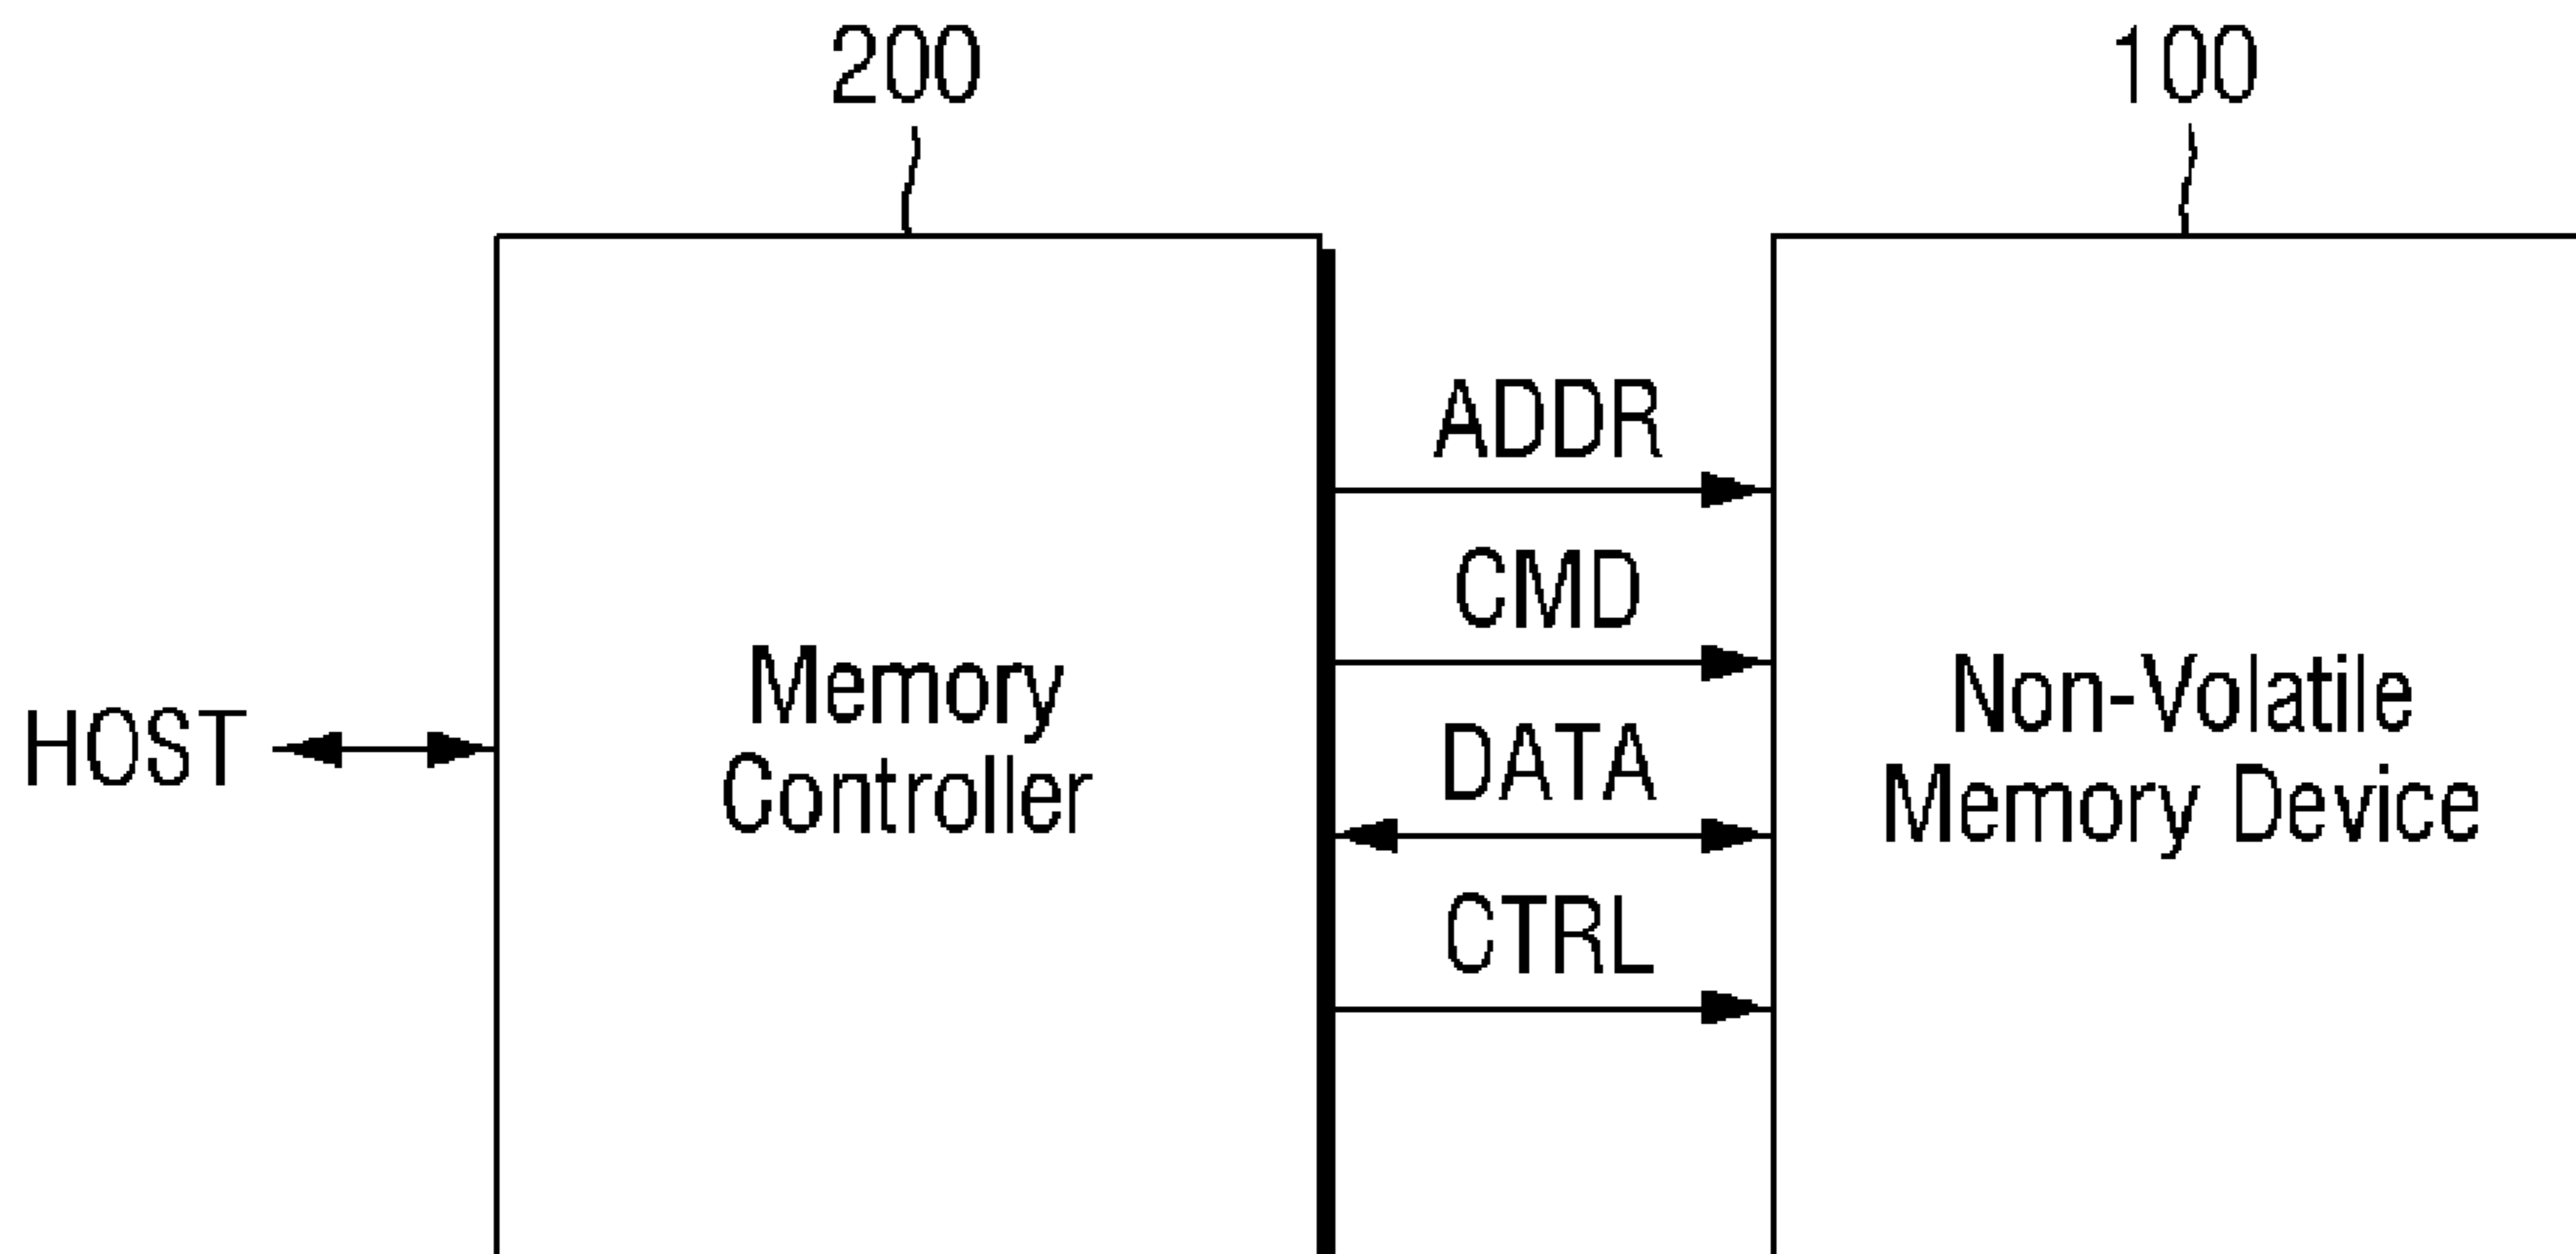 200
100
ADDR
CMD
DATA
CTRL
HOST
Memory
Controller
Non-Volatile
Memory Device